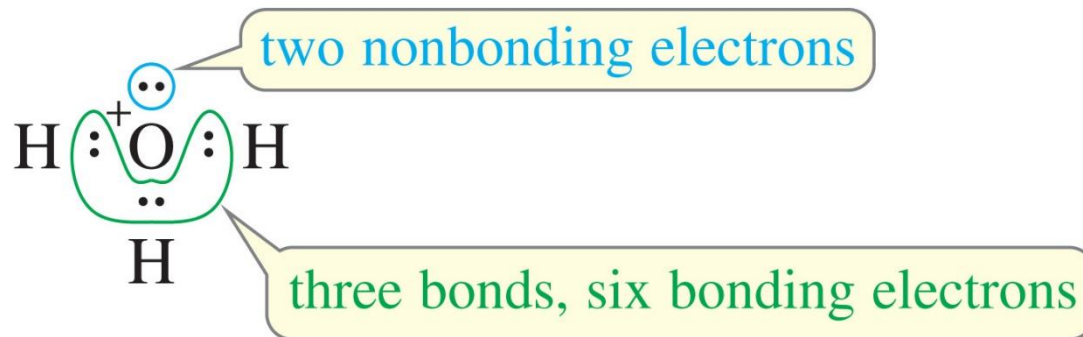 two nonbonding electrons
+
H : O : H
H
three bonds, six bonding electrons